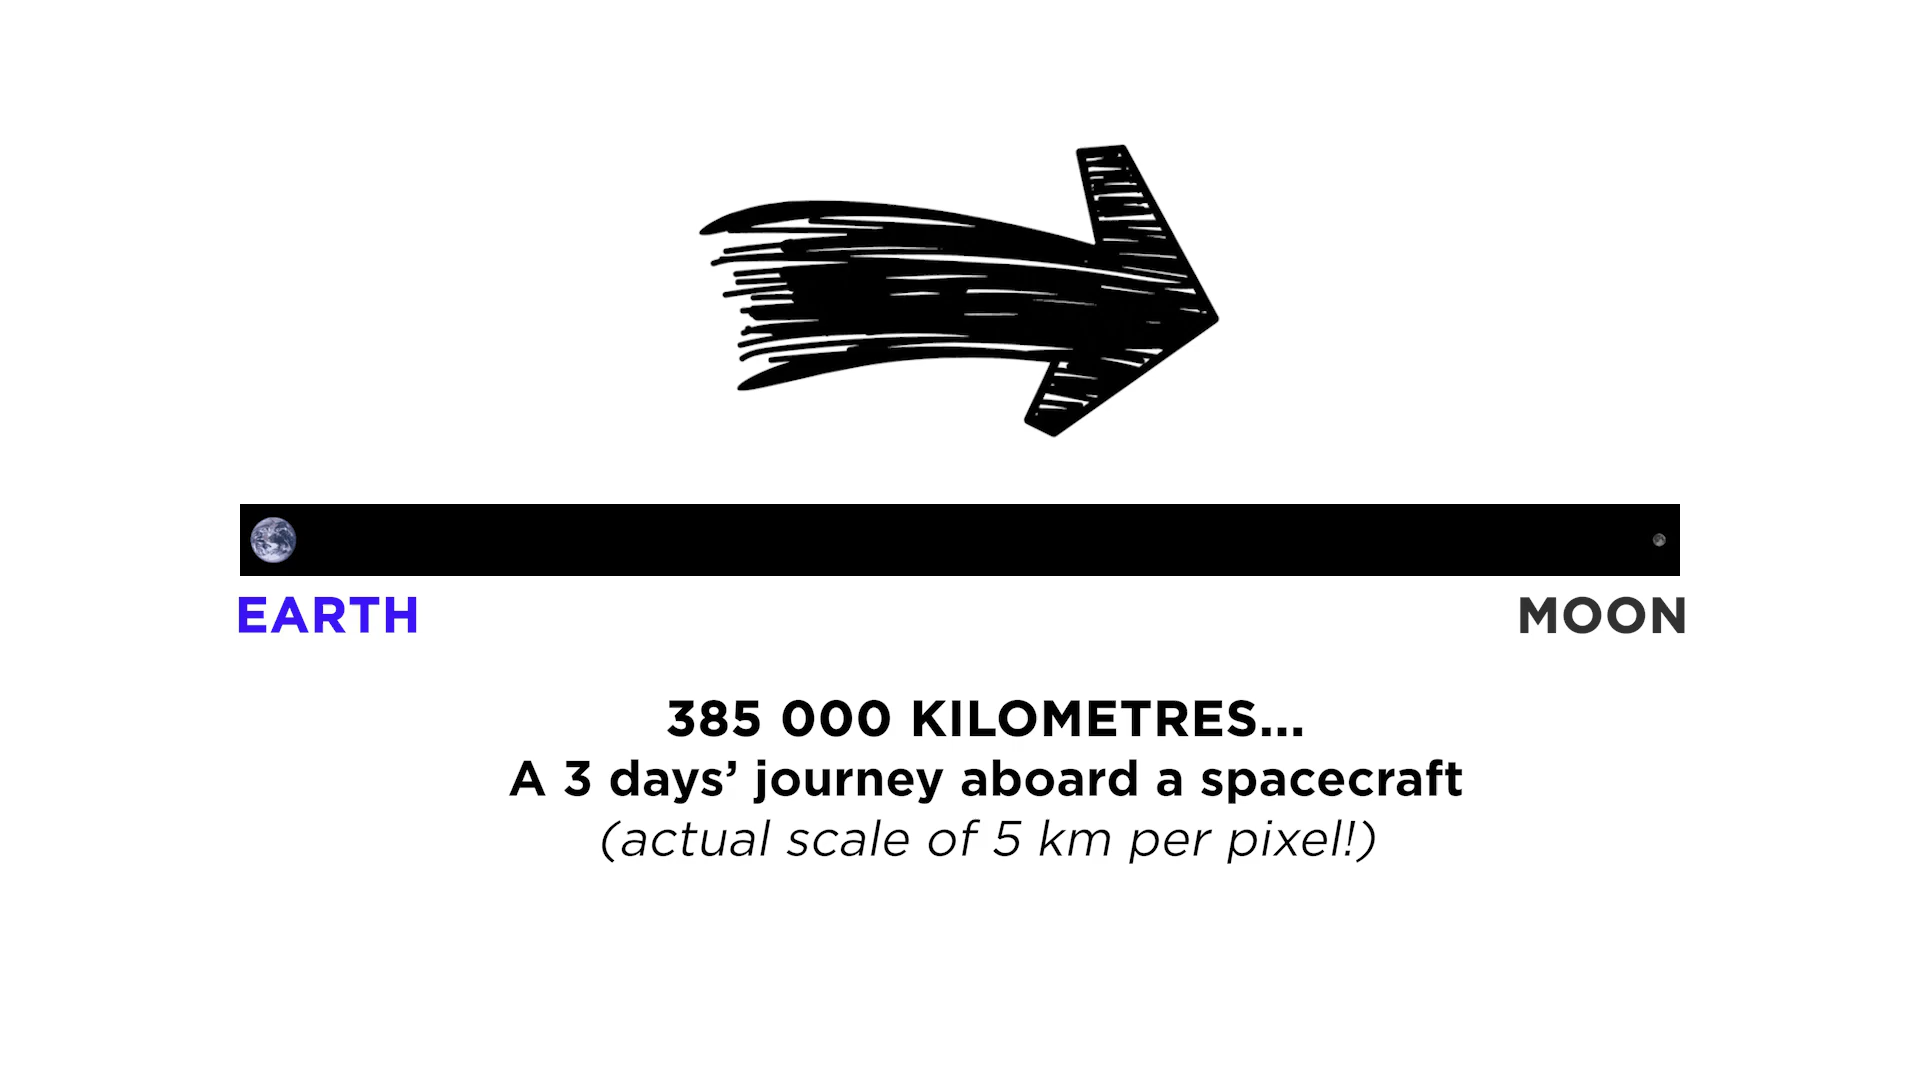 EARTH
MOON
385 000 KILOMETRES...
A 3 days’ journey aboard a spacecraft
(actual scale of 5 km per pixel!)